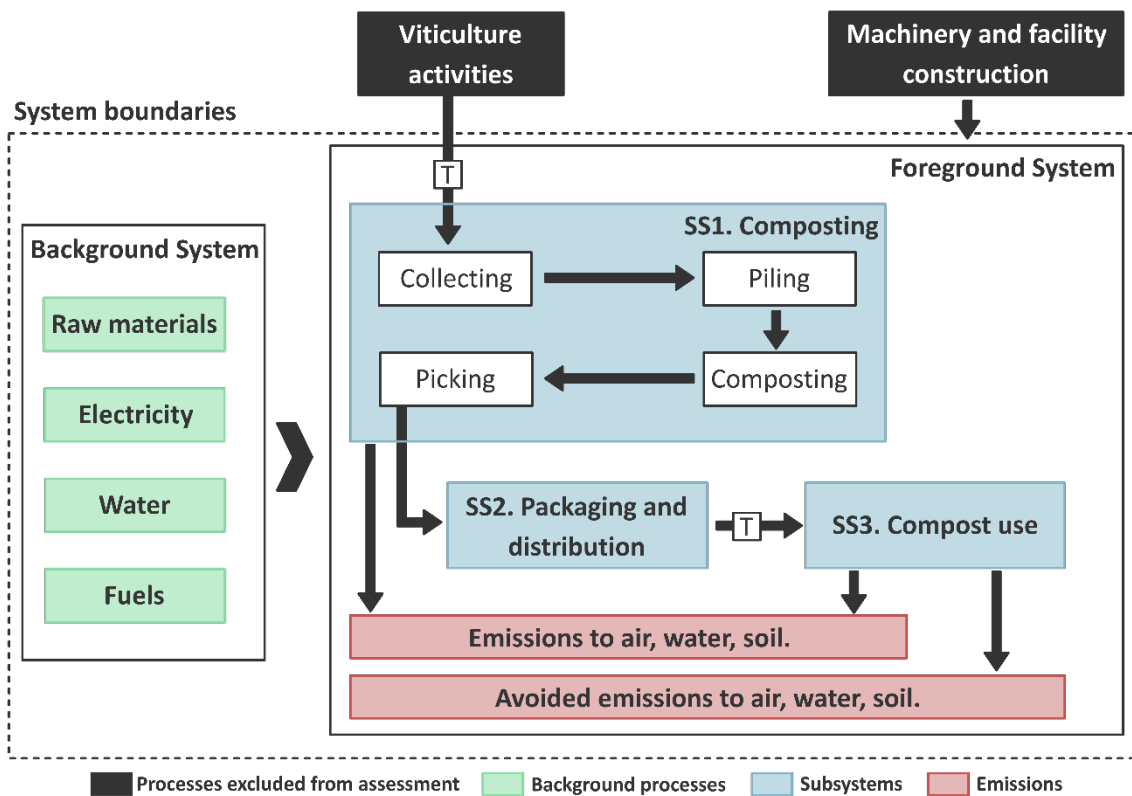 Viticulture
activities
Machinery and facility
construction
System boundaries
T
Foreground System
Background System
Raw materials
Electricity
Water
Fuels
SS1. Composting
Collecting
Piling
Picking
Composting
SS2. Packaging and
distribution
T
SS3. Compost use
Emissions to air, water, soil.
Avoided emissions to air, water, soil.
Processes excluded from assessment
Background processes
Subsystems
Emissions